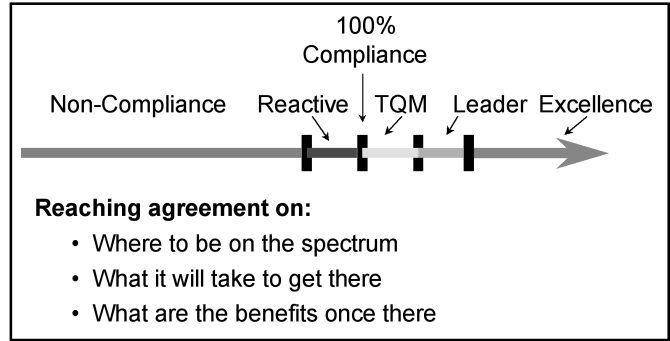 100%
Compliance
Non-Compliance Reactive TQM Leader Excellence
Reaching agreement on:
• Where to be on the spectrum
• What it will take to get there
• What are the benefits once there